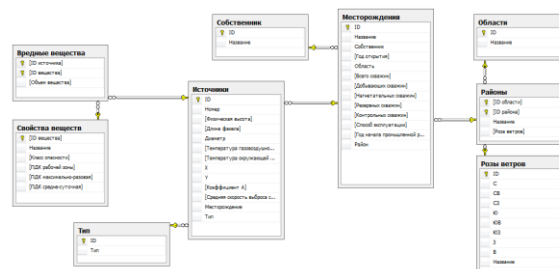 Собственник
ID
Название
Месторождения
ID
Название
Собственник
[Год открытия]
Область
[Всего скважин]
[Добывающих скважин]
[Нагнетательных скважин]
[Резервных скважин]
[Контрольных скважин]
[Способ эксплуатации]
[Год начала промышленной р...
Район
Области
ID
Название
Вредные вещества
[ID источника]
[ID вещества]
[Объем вещества]
Источники
ID
Номер
[Физическая высота]
[Длина факела]
Диаметр
[Температура газовоздушно...
[Температура окружающей ...
X
Y
[Коэффициент A]
[Средняя скорость выброса с...
Месторождение
Тип
Районы
[ID области]
[ID района]
Название
[Роза ветров]
Свойства веществ
[ID вещества]
Название
[Класс опасности]
[ПДК рабочей зоны]
[ПДК максимально-разовая]
[ПДК средне-суточная]
Розы ветров
ID
С
СВ
СЗ
Ю
ЮВ
ЮЗ
З
В
Название
Тип
ID
Тип